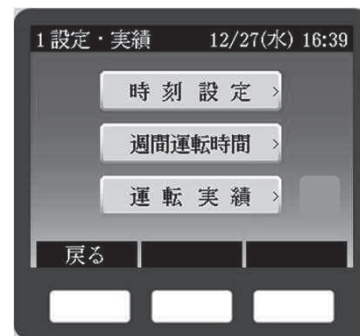 1設定・実績 12/27(水) 16:39
時刻設定 >
週間運転時間 >
運転実績 >
戻る